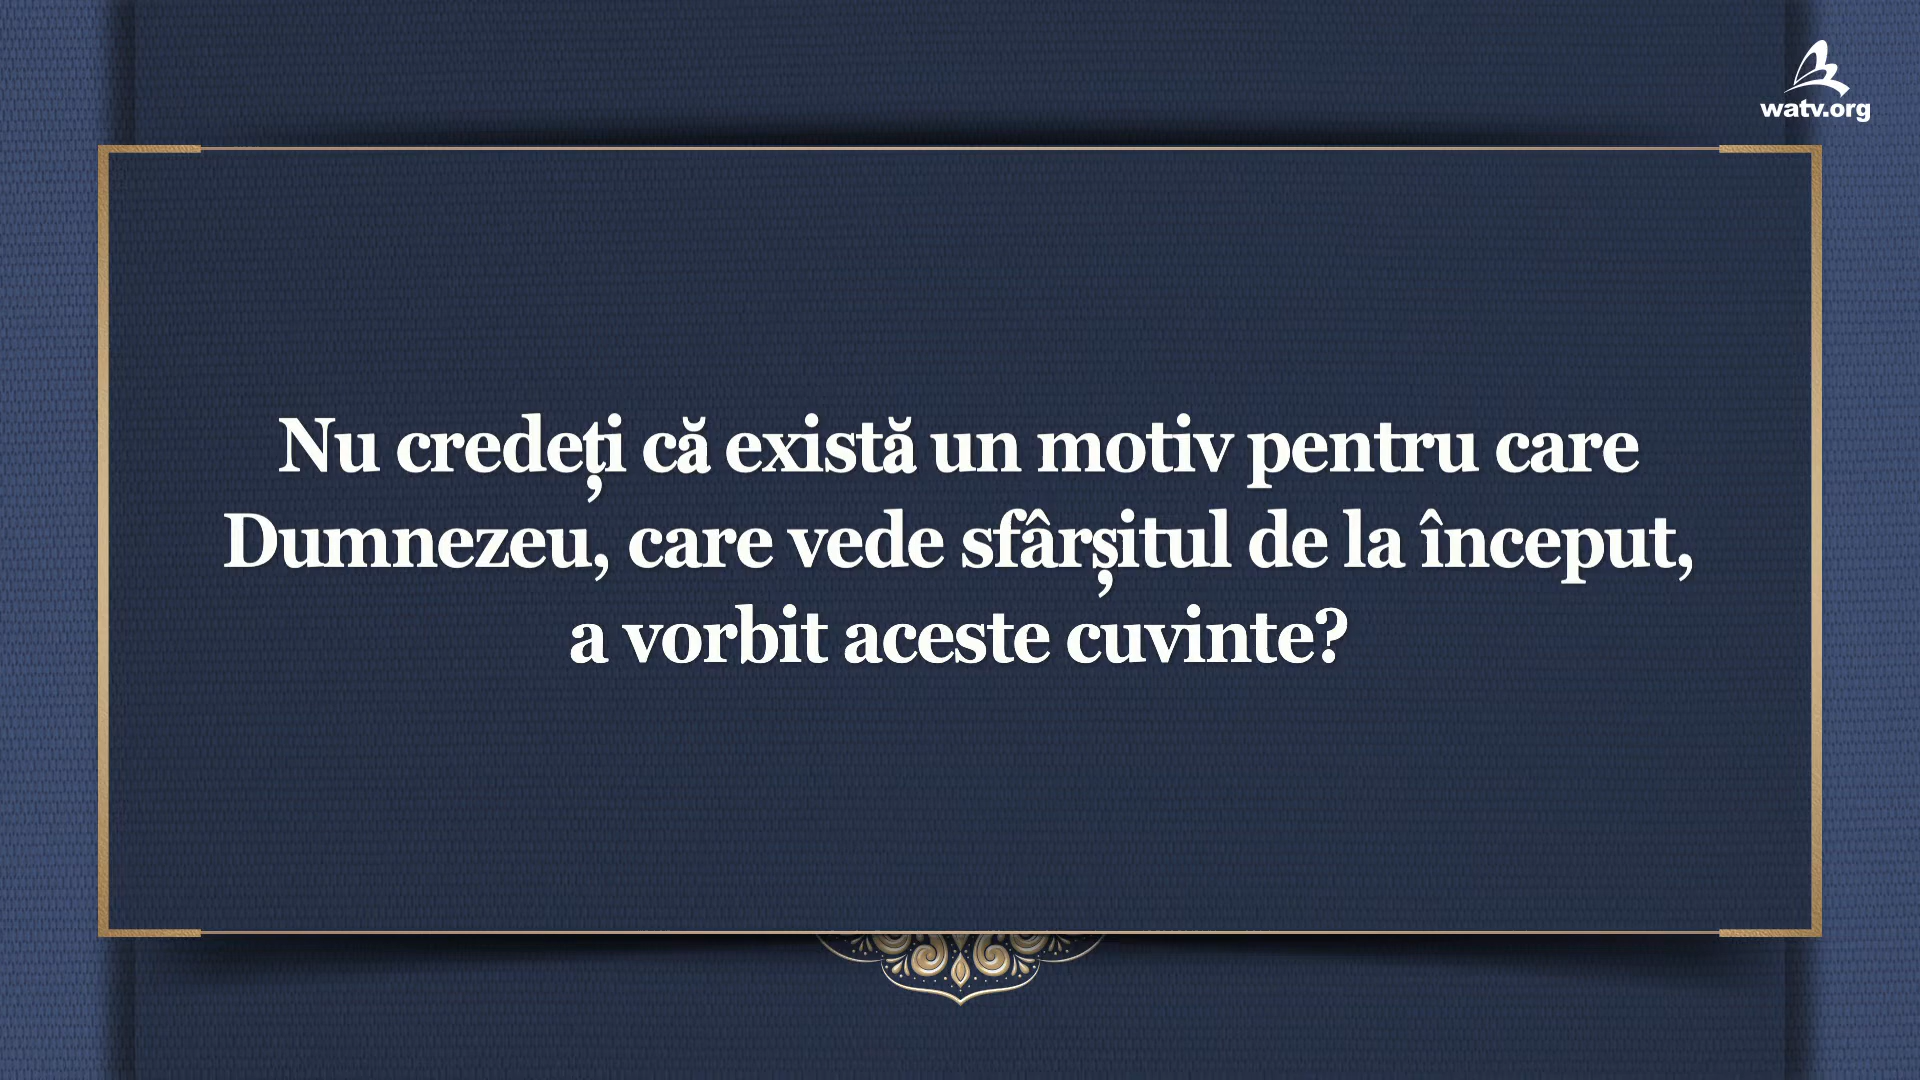 watv.org
Nu credeți că există un motiv pentru care
Dumnezeu, care vede sfârșitul de la început,
a vorbit aceste cuvinte?